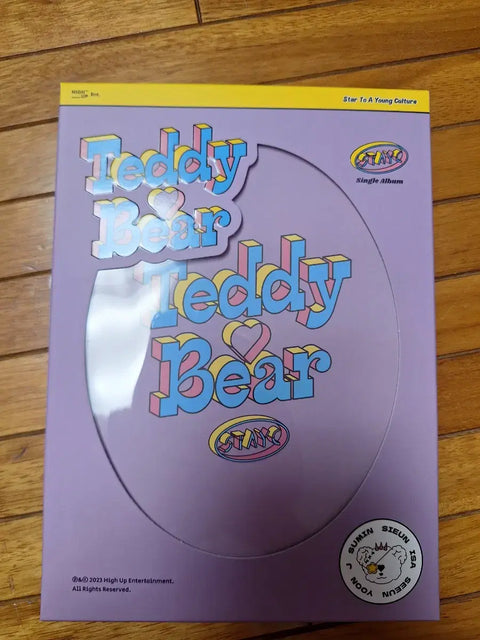 Star To A Young Culture
Teddy
Bear
STAYC
Single Album
Teddy
Bear
STAYC
SUMIN SIEUN ISA SEEUN YOON J
℗&© 2023 High Up Entertainment.
All Rights Reserved.